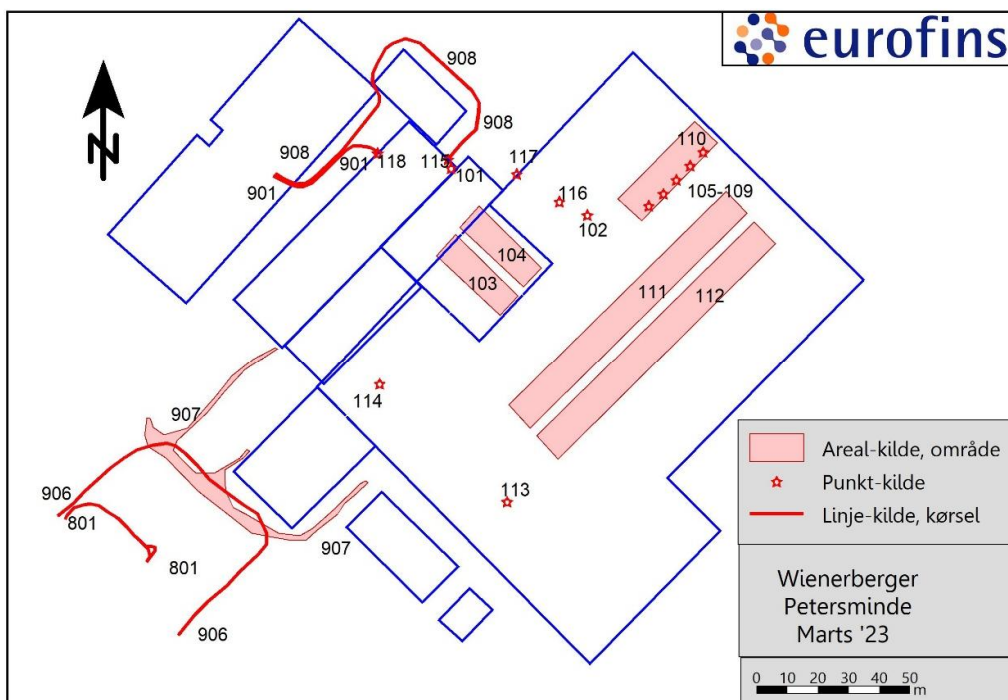 eurofins
N
908
908
908
901
901
118
115
101
117
116
102
110
105-109
104
103
111
112
114
113
907
906
801
801
907
906
Areal-kilde, område
Punkt-kilde
Linje-kilde, kørsel
Wienerberger
Petersminde
Marts '23
0 10 20 30 40 50
m